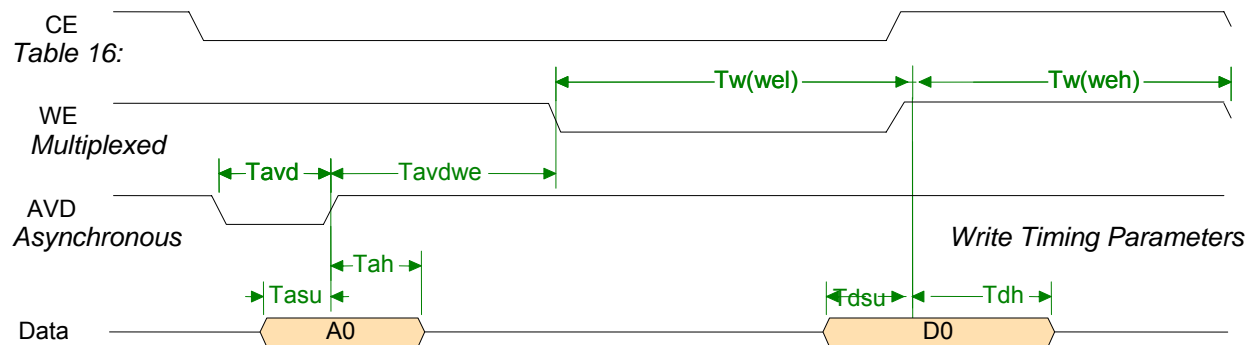 CE
Table 16:
Tw(wel)
Tw(weh)
WE
Multiplexed
Tavd
Tavdwe
AVD
Asynchronous
Write Timing Parameters
Tah
Tasu
Tdsu
Tdh
Data
A0
D0